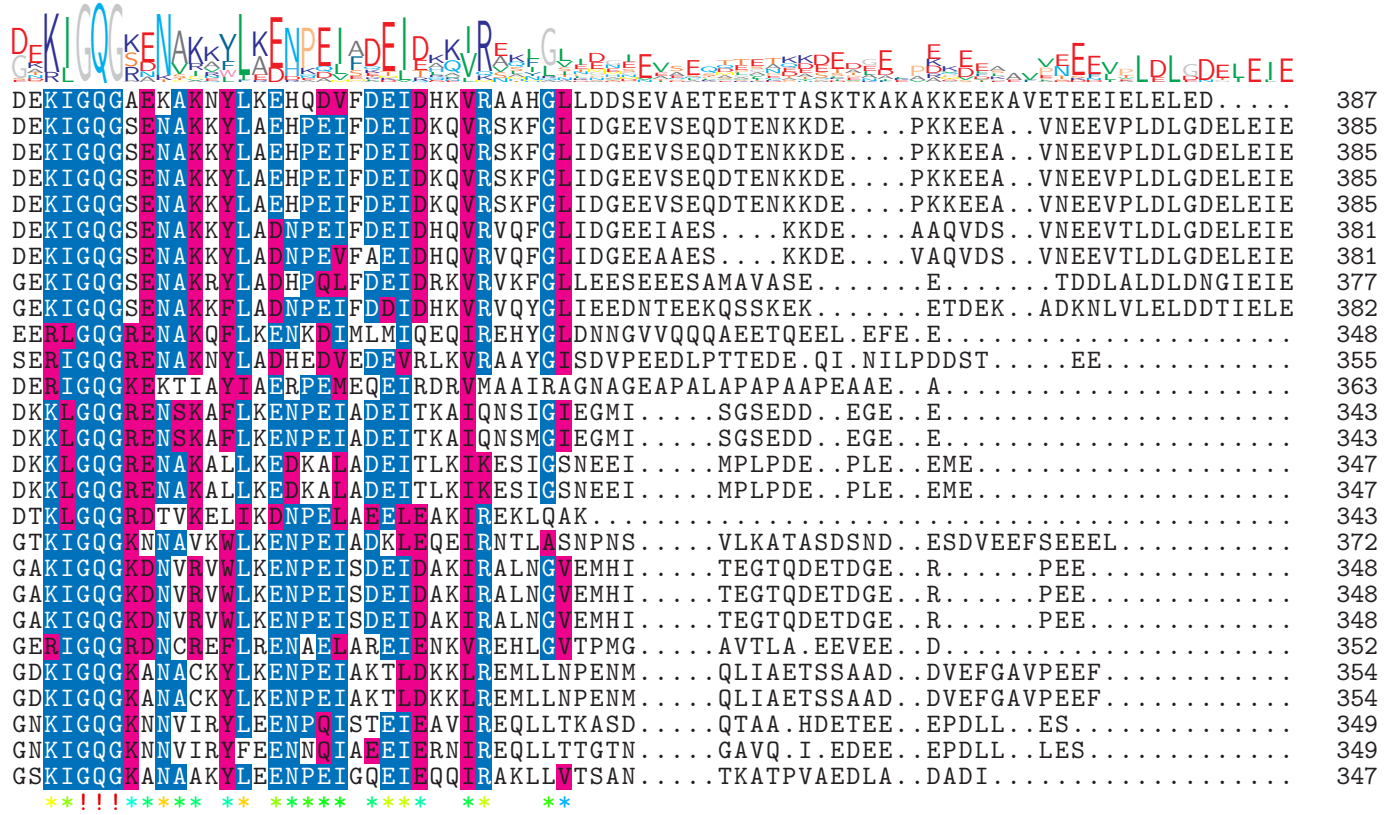 DEKIGQGAEKAKNYLKEHQDVFDEIDHKVRAAHGLLDDSEVAETEEETTASKTKAKAKKEEKAVETEEIELELED..... 387
DEKIGQGSENAKKYLAEHPEIFDEIDKQVRSKFGLIDGEEVSEQDTENKKDE....PKKEEA..VNEEVPLDLGDELEIE 385
DEKIGQGSENAKKYLAEHPEIFDEIDKQVRSKFGLIDGEEVSEQDTENKKDE....PKKEEA..VNEEVPLDLGDELEIE 385
DEKIGQGSENAKKYLAEHPEIFDEIDKQVRSKFGLIDGEEVSEQDTENKKDE....PKKEEA..VNEEVPLDLGDELEIE 385
DEKIGQGSENAKKYLAEHPEIFDEIDKQVRSKFGLIDGEEVSEQDTENKKDE....PKKEEA..VNEEVPLDLGDELEIE 385
DEKIGQGSENAKKYLADNPEIFDEIDHQVRVQFGLIDGEEIAES....KKDE....AAQVDS..VNEEVTLDLGDELEIE 381
DEKIGQGSENAKKYLADNPEVFAEIDHQVRVQFGLIDGEEAAES....KKDE....VAQVDS..VNEEVTLDLGDELEIE 381
GEKIGQGSENAKRYLADHPQLFDEIDRKVRVKFGLLEESEEESAMAVASE.......E.......TDDLALDLDNGIEIE 377
GEKIGQGSENAKKFLADNPEIFDDIDHKVRVQYGLIEEDNTEEKQSSKEK.......ETDEK..ADKNLVLELDDTIELE 382
EERLGQGRENAKQFLKENKDIMLMIQEQIREHYGLDNNGVVQQQAEETQEEL.EFE.E...................... 348
SERIGQGRENAKNYLADHEDVEDEVRLKVRAAYGISDVPEEDLPTTEDE.QI.NILPDDST.....EE............ 355
DERIGQGKEKTIAYIAERPEMEQEIRDRVMAAIRAGNAGEAPALAPAPAAPEAAE..A...................... 363
DKKLGQGRENSKAFLKENPEIADEITKAIQNSIGIEGMI.....SGSEDD..EGE..E...................... 343
DKKLGQGRENSKAFLKENPEIADEITKAIQNSMGIEGMI.....SGSEDD..EGE..E...................... 343
DKKLGQGRENAKALLKEDKALADEITLKIKESIGSNEEI.....MPLPDE..PLE..EME.................... 347
DKKLGQGRENAKALLKEDKALADEITLKIKESIGSNEEI.....MPLPDE..PLE..EME.................... 347
DTKLGQGRDTVKELIKDNPELAEELEAKIREKLQAK............................................ 343
GTKIGQGKNNAVKWLKENPEIADKLEQEIRNTLASNPNS.....VLKATASDSND..ESDVEEFSEEEL........... 372
GAKIGQGKDNVRVWLKENPEISDEIDAKIRALNGVEMHI.....TEGTQDETDGE..R......PEE............. 348
GAKIGQGKDNVRVWLKENPEISDEIDAKIRALNGVEMHI.....TEGTQDETDGE..R......PEE............. 348
GAKIGQGKDNVRVWLKENPEISDEIDAKIRALNGVEMHI.....TEGTQDETDGE..R......PEE............. 348
GERIGQGRDNCREFLRENAELAREIENKVREHLGVTPMG.....AVTLA.EEVEE..D...................... 352
GDKIGQGKANACKYLKENPEIAKTLDKKLREMLLNPENM.....QLIAETSSAAD..DVEFGAVPEEF............ 354
GDKIGQGKANACKYLKENPEIAKTLDKKLREMLLNPENM.....QLIAETSSAAD..DVEFGAVPEEF............ 354
GNKIGQGKNNVIRYLEENPQISTEIEAVIREQLLTKASD.....QTAA.HDETEE..EPDLL..ES.............. 349
GNKIGQGKNNVIRYFEENNQIAEEIERNIREQLLTTGTN.....GAVQ.I.EDEE..EPDLL..LES............. 349
GSKIGQGKANAAKYLEENPEIGQEIEQQIRAKLLVTSAN.....TKATPVAEDLA..DADI................... 347
**!!!***** ** ***** **** ** **